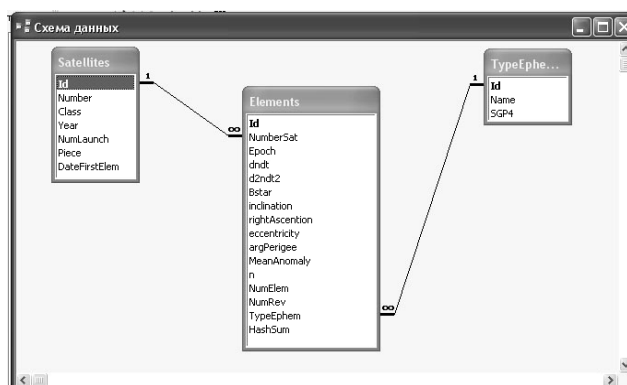 Схема данных
Satellites
Id
Number
Class
Year
NumLaunch
Piece
DateFirstElem
1
∞
Elements
Id
NumberSat
Epoch
dndt
d2ndt2
Bstar
inclination
rightAscention
eccentricity
argPerigee
MeanAnomaly
n
NumElem
NumRev
TypeEphem
HashSum
∞
1
TypeEphe...
Id
Name
SGP4